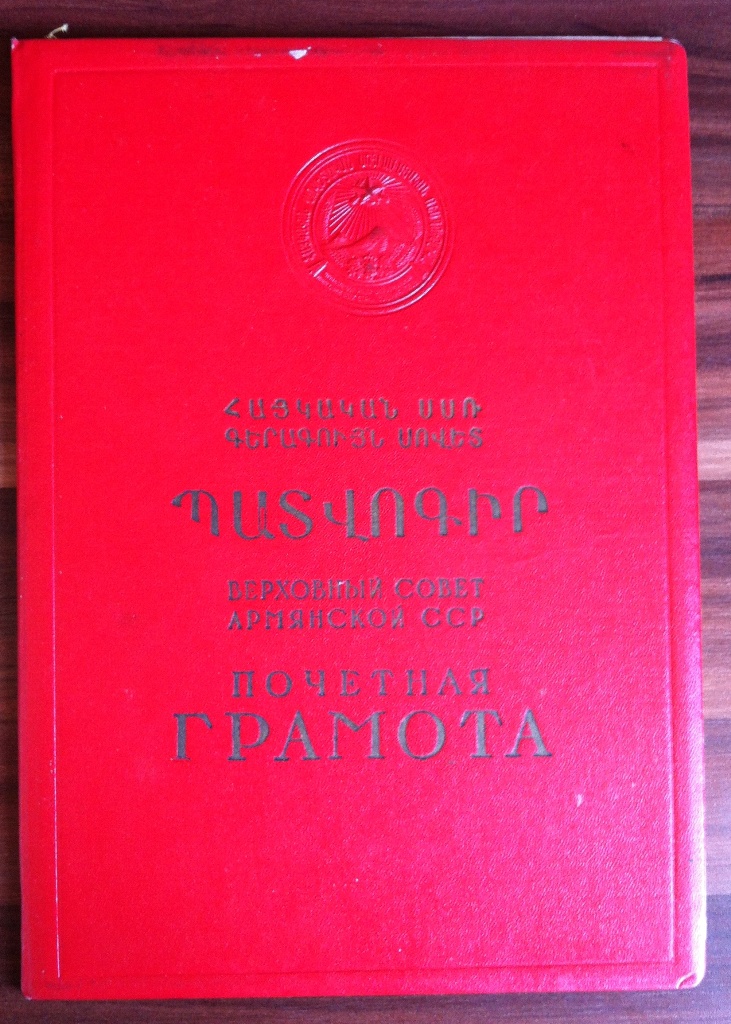 ՀԱՅԿԱԿԱՆ ՍՍՌ
ԳԵՐԱԳՈՒՅՆ ՍՈՎԵՏ
ՊԱՏՎՈԳԻՐ
ВЕРХОВНЫЙ СОВЕТ
АРМЯНСКОЙ ССР
ПОЧЕТНАЯ
ГРАМОТА